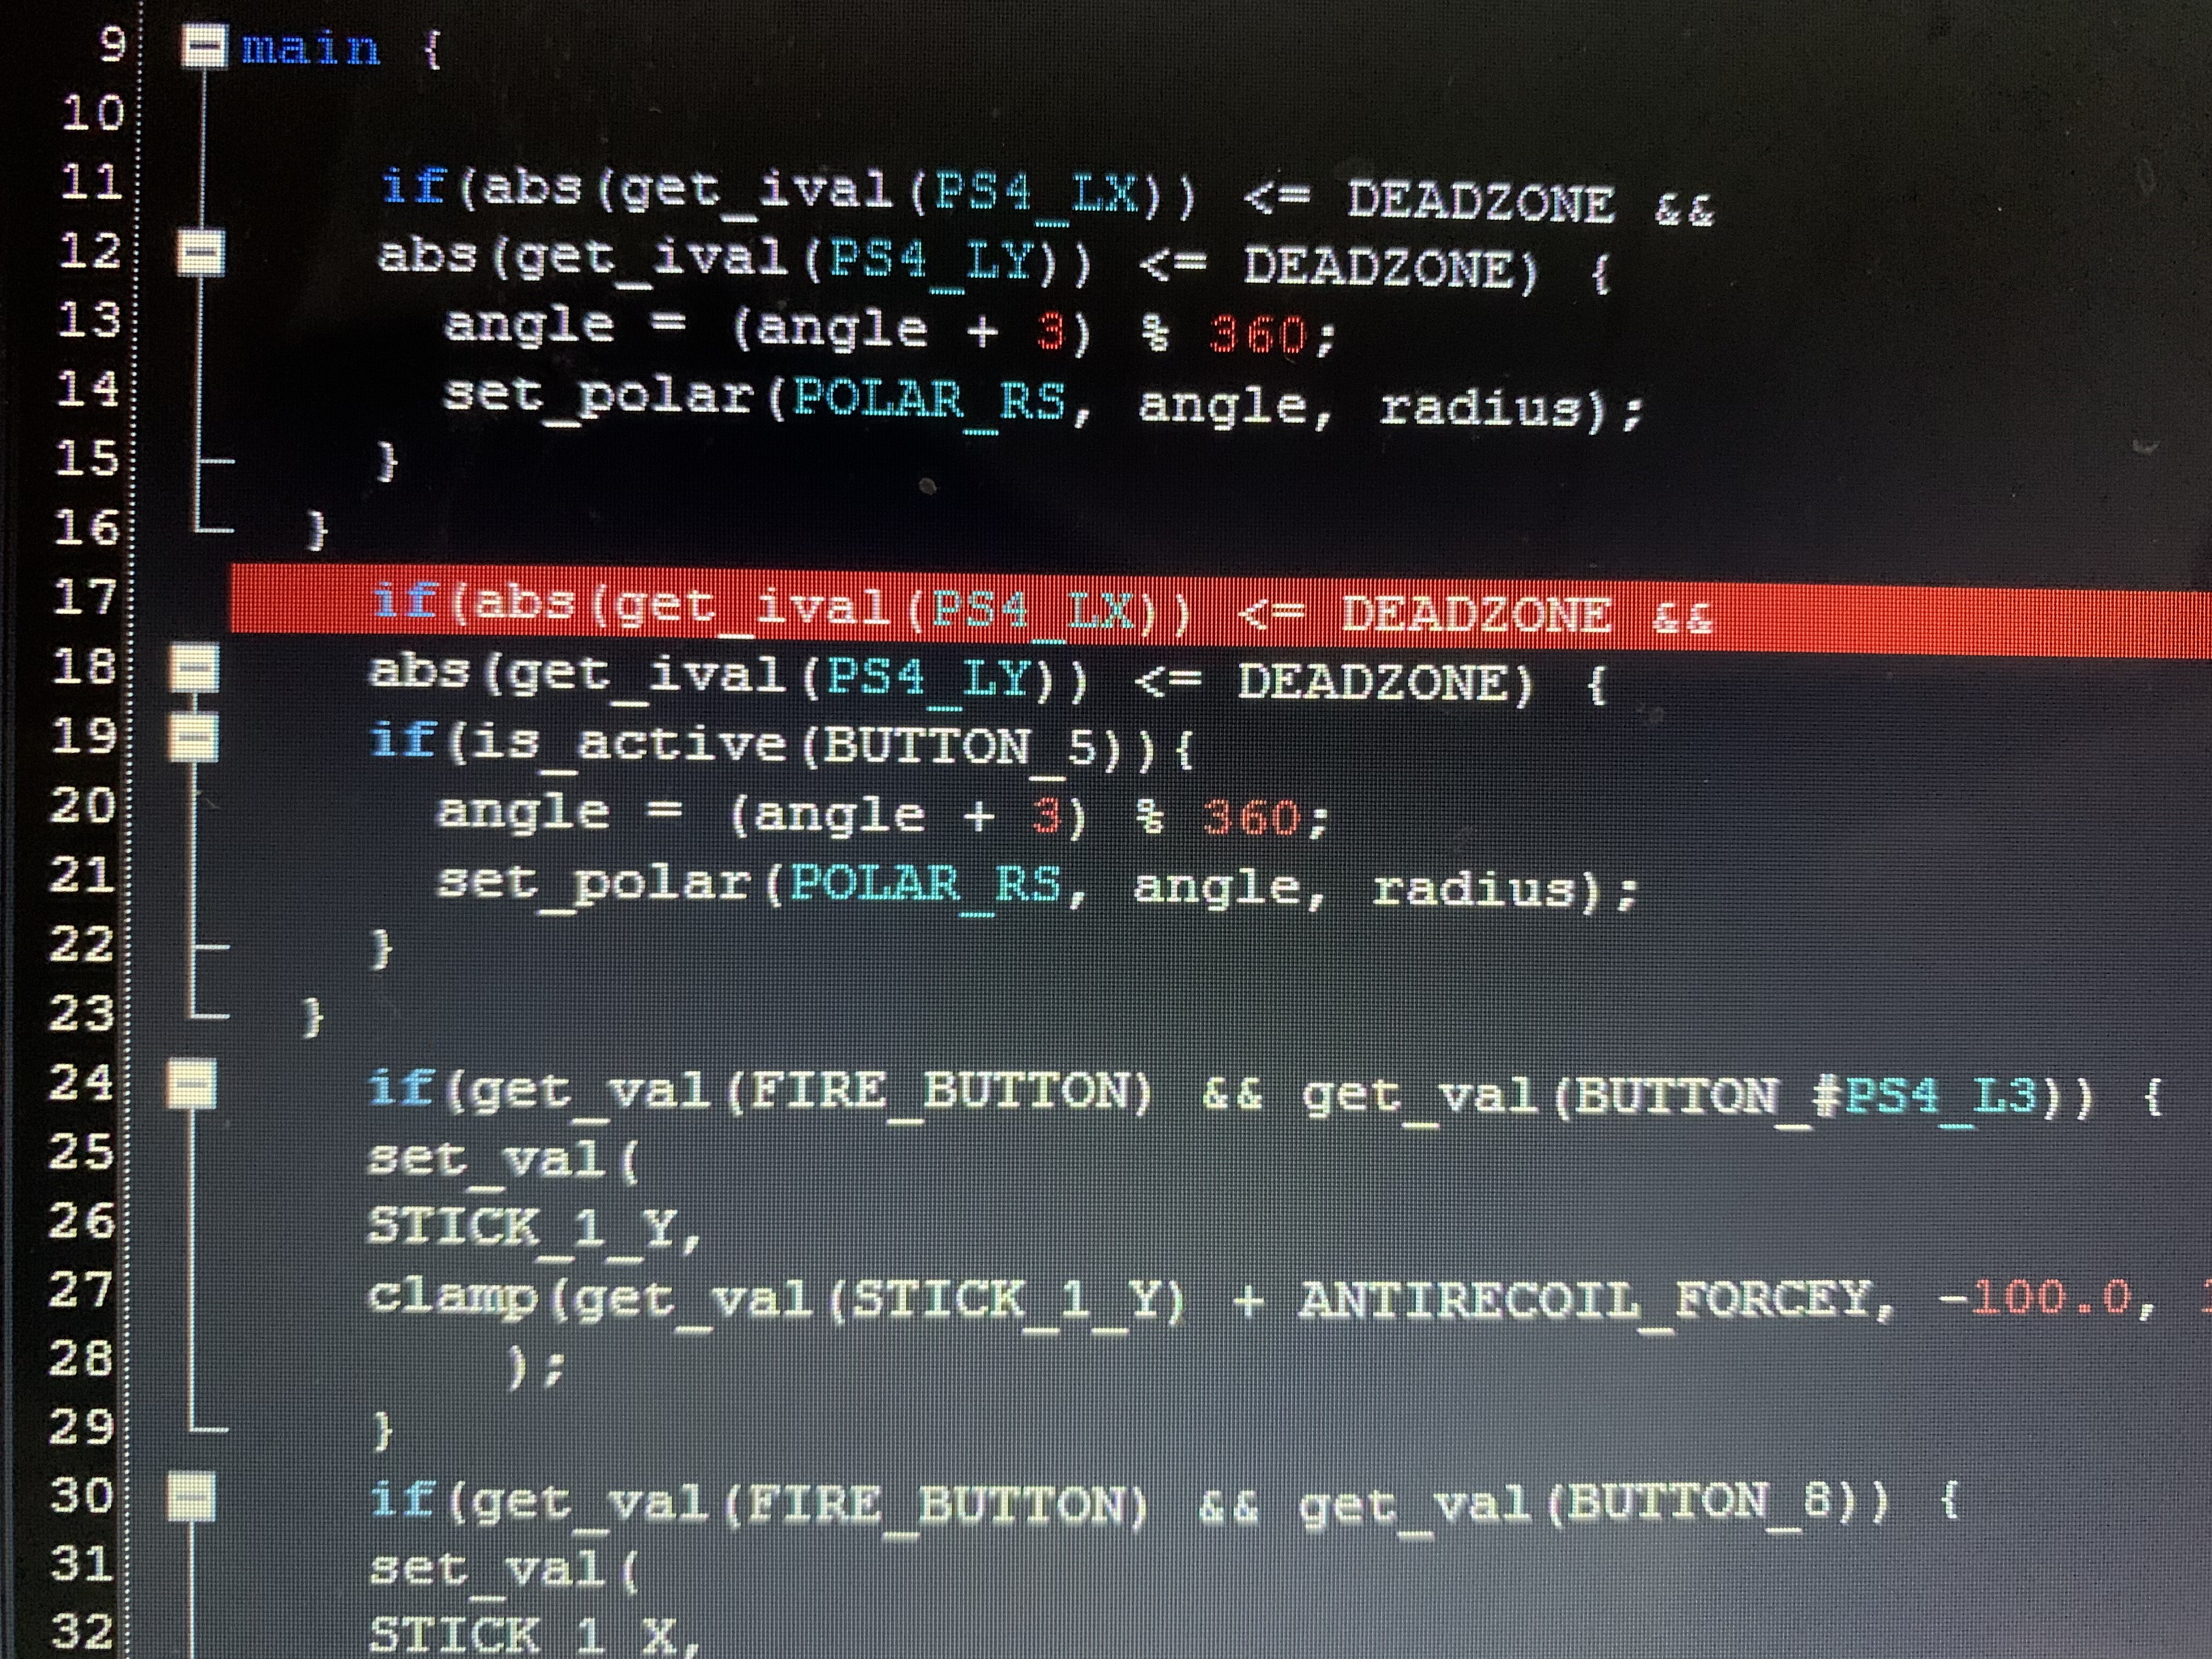 9 main {
10
11 if(abs(get_ival(PS4_LX)) <= DEADZONE &&
12 abs(get_ival(PS4_LY)) <= DEADZONE) {
13 angle = (angle + 3) % 360;
14 set_polar(POLAR_RS, angle, radius);
15 }
16 }
17 if(abs(get_ival(PS4_LX)) <= DEADZONE &&
18 abs(get_ival(PS4_LY)) <= DEADZONE) {
19 if(is_active(BUTTON_5)){
20 angle = (angle + 3) % 360;
21 set_polar(POLAR_RS, angle, radius);
22 }
23 }
24 if(get_val(FIRE_BUTTON) && get_val(BUTTON_#PS4_L3)) {
25 set_val(
26 STICK_1_Y,
27 clamp(get_val(STICK_1_Y) + ANTIRECOIL_FORCEY, -100.0,
28 );
29 }
30 if(get_val(FIRE_BUTTON) && get_val(BUTTON_8)) {
31 set_val(
32 STICK_1_X,